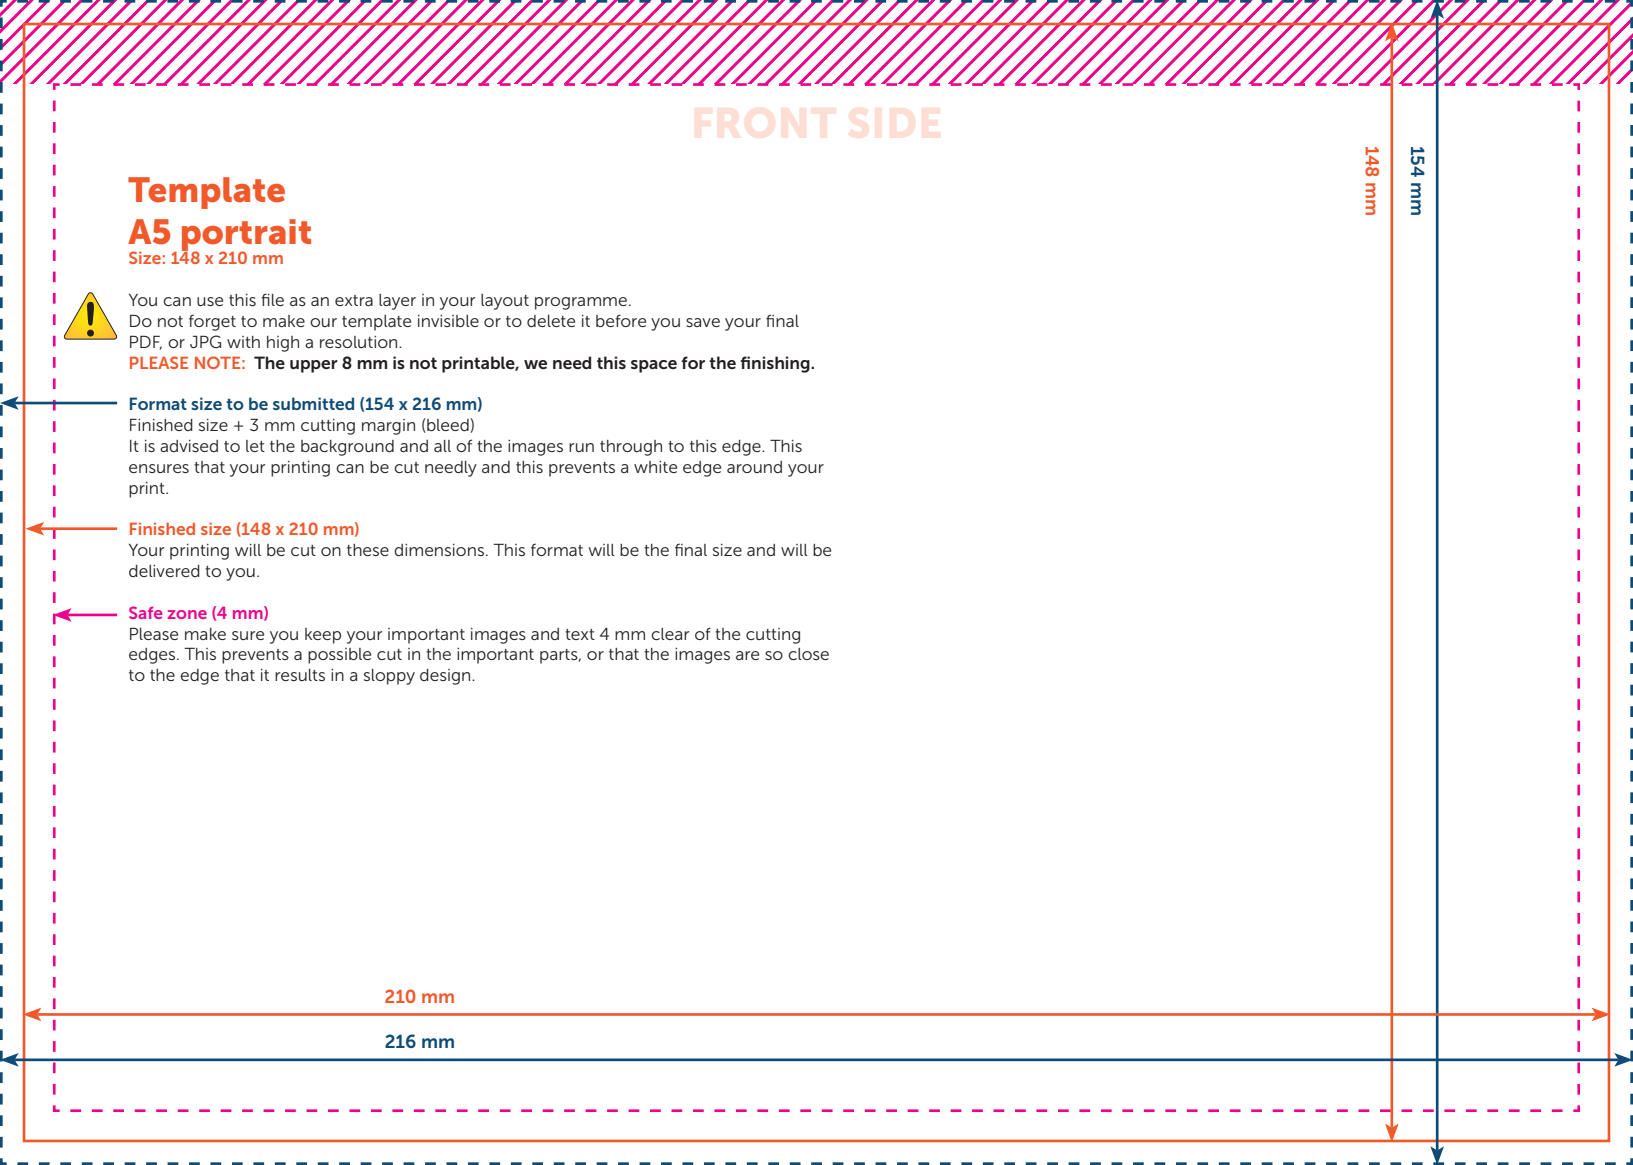 FRONT SIDE
Template
A5 portrait
Size: 148 x 210 mm
148 mm
154 mm
You can use this file as an extra layer in your layout programme.
Do not forget to make our template invisible or to delete it before you save your final
PDF, or JPG with high a resolution.
PLEASE NOTE: The upper 8 mm is not printable, we need this space for the finishing.
Format size to be submitted (154 x 216 mm)
Finished size + 3 mm cutting margin (bleed)
It is advised to let the background and all of the images run through to this edge. This
ensures that your printing can be cut needly and this prevents a white edge around your
print.
Finished size (148 x 210 mm)
Your printing will be cut on these dimensions. This format will be the final size and will be
delivered to you.
Safe zone (4 mm)
Please make sure you keep your important images and text 4 mm clear of the cutting
edges. This prevents a possible cut in the important parts, or that the images are so close
to the edge that it results in a sloppy design.
210 mm
216 mm